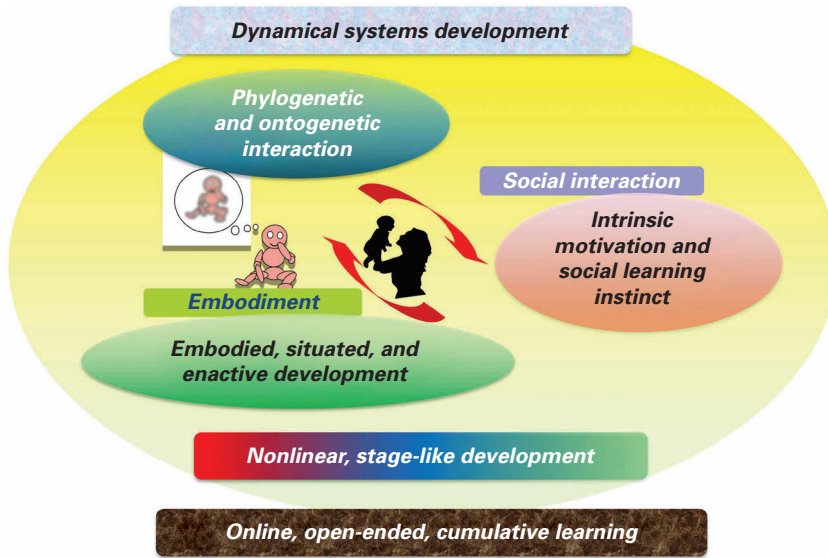 Dynamical systems development
Phylogenetic
and ontogenetic
interaction
Social interaction
Intrinsic
motivation and
social learning
instinct
Embodiment
Embodied, situated, and
enactive development
Nonlinear, stage-like development
Online, open-ended, cumulative learning